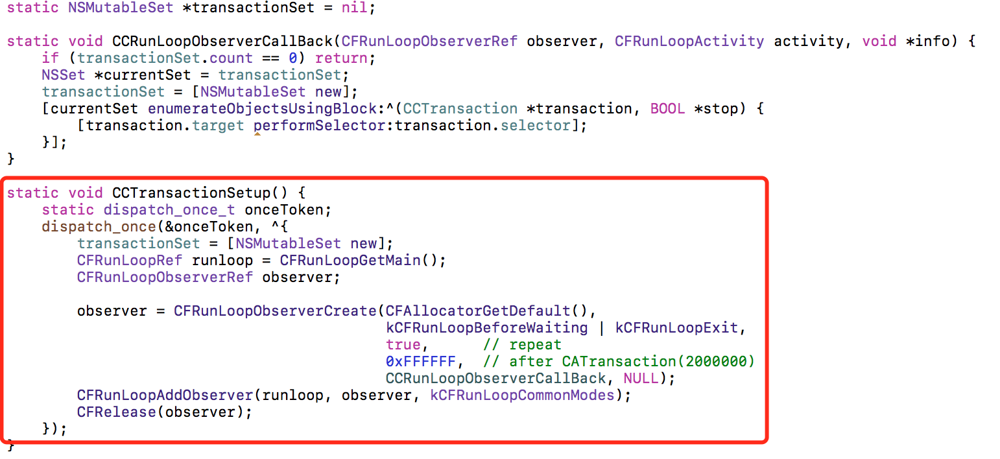 static NSMutableSet *transactionSet = nil;
static void CCRunLoopObserverCallBack(CFRunLoopObserverRef observer, CFRunLoopActivity activity, void *info) {
    if (transactionSet.count == 0) return;
    NSSet *currentSet = transactionSet;
    transactionSet = [NSMutableSet new];
    [currentSet enumerateObjectsUsingBlock:^(CCTransaction *transaction, BOOL *stop) {
        [transaction.target performSelector:transaction.selector];
    }];
}
static void CCTransactionSetup() {
    static dispatch_once_t onceToken;
    dispatch_once(&onceToken, ^{
        transactionSet = [NSMutableSet new];
        CFRunLoopRef runloop = CFRunLoopGetMain();
        CFRunLoopObserverRef observer;
        observer = CFRunLoopObserverCreate(CFAllocatorGetDefault(),
                                           kCFRunLoopBeforeWaiting | kCFRunLoopExit,
                                           true,      // repeat
                                           0xFFFFFF,  // after CATransaction(2000000)
                                           CCRunLoopObserverCallBack, NULL);
        CFRunLoopAddObserver(runloop, observer, kCFRunLoopCommonModes);
        CFRelease(observer);
    });
}